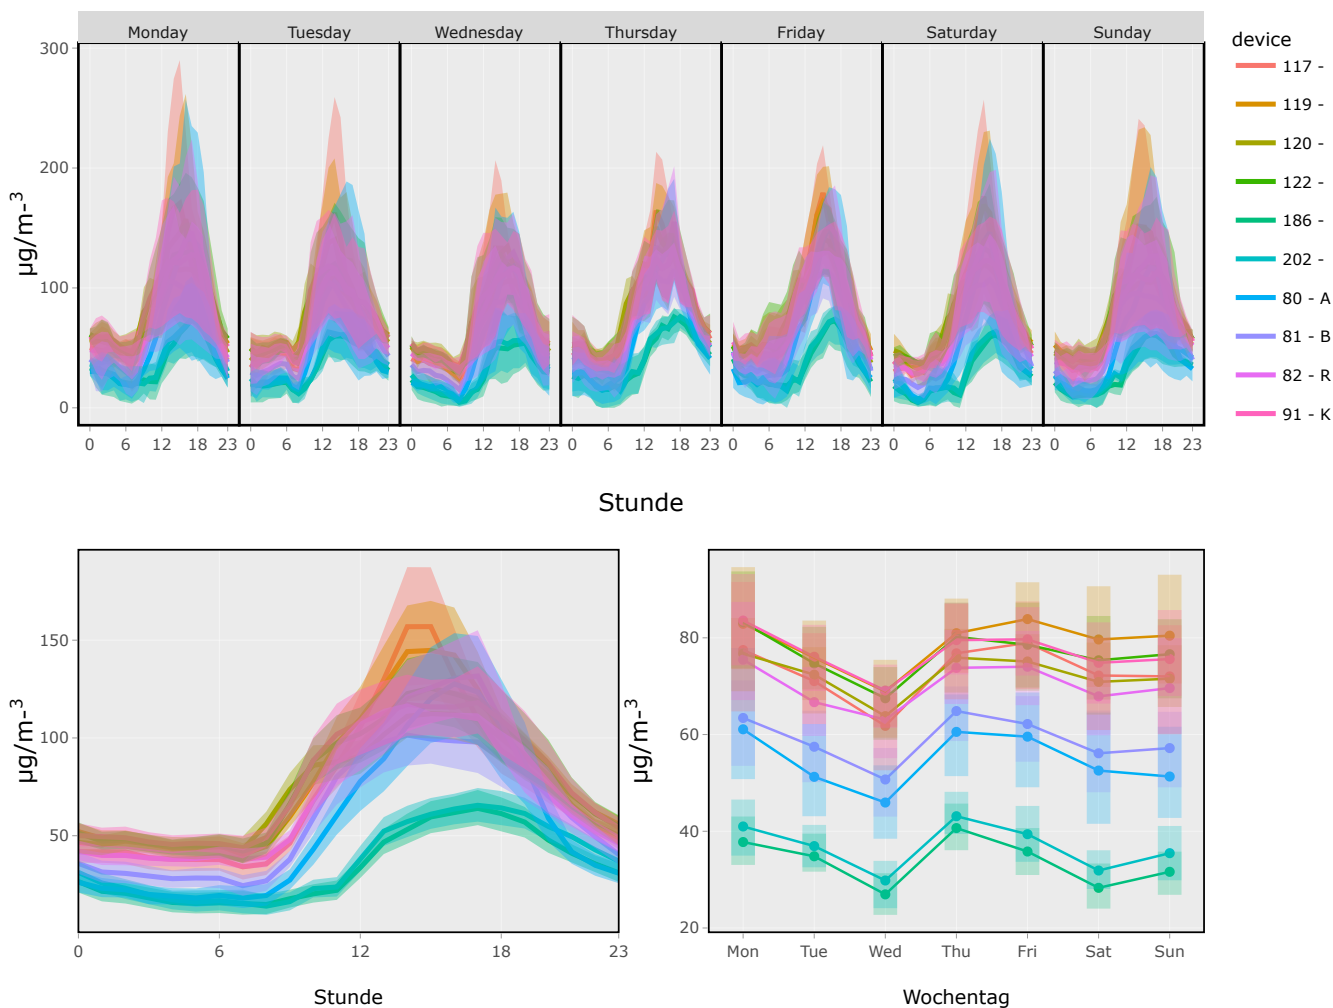 Monday Tuesday Wednesday Thursday Friday Saturday Sunday
device
117 -
119 -
120 -
122 -
186 -
202 -
80 - A
81 - B
82 - R
91 - K
300
200
100
0
µg/m-³
0 6 12 18 23 0 6 12 18 23 0 6 12 18 23 0 6 12 18 23 0 6 12 18 23 0 6 12 18 23 0 6 12 18 23
Stunde
150
100
50
µg/m-³
0 6 12 18 23
Stunde
80
60
40
20
µg/m-³
Mon Tue Wed Thu Fri Sat Sun
Wochentag